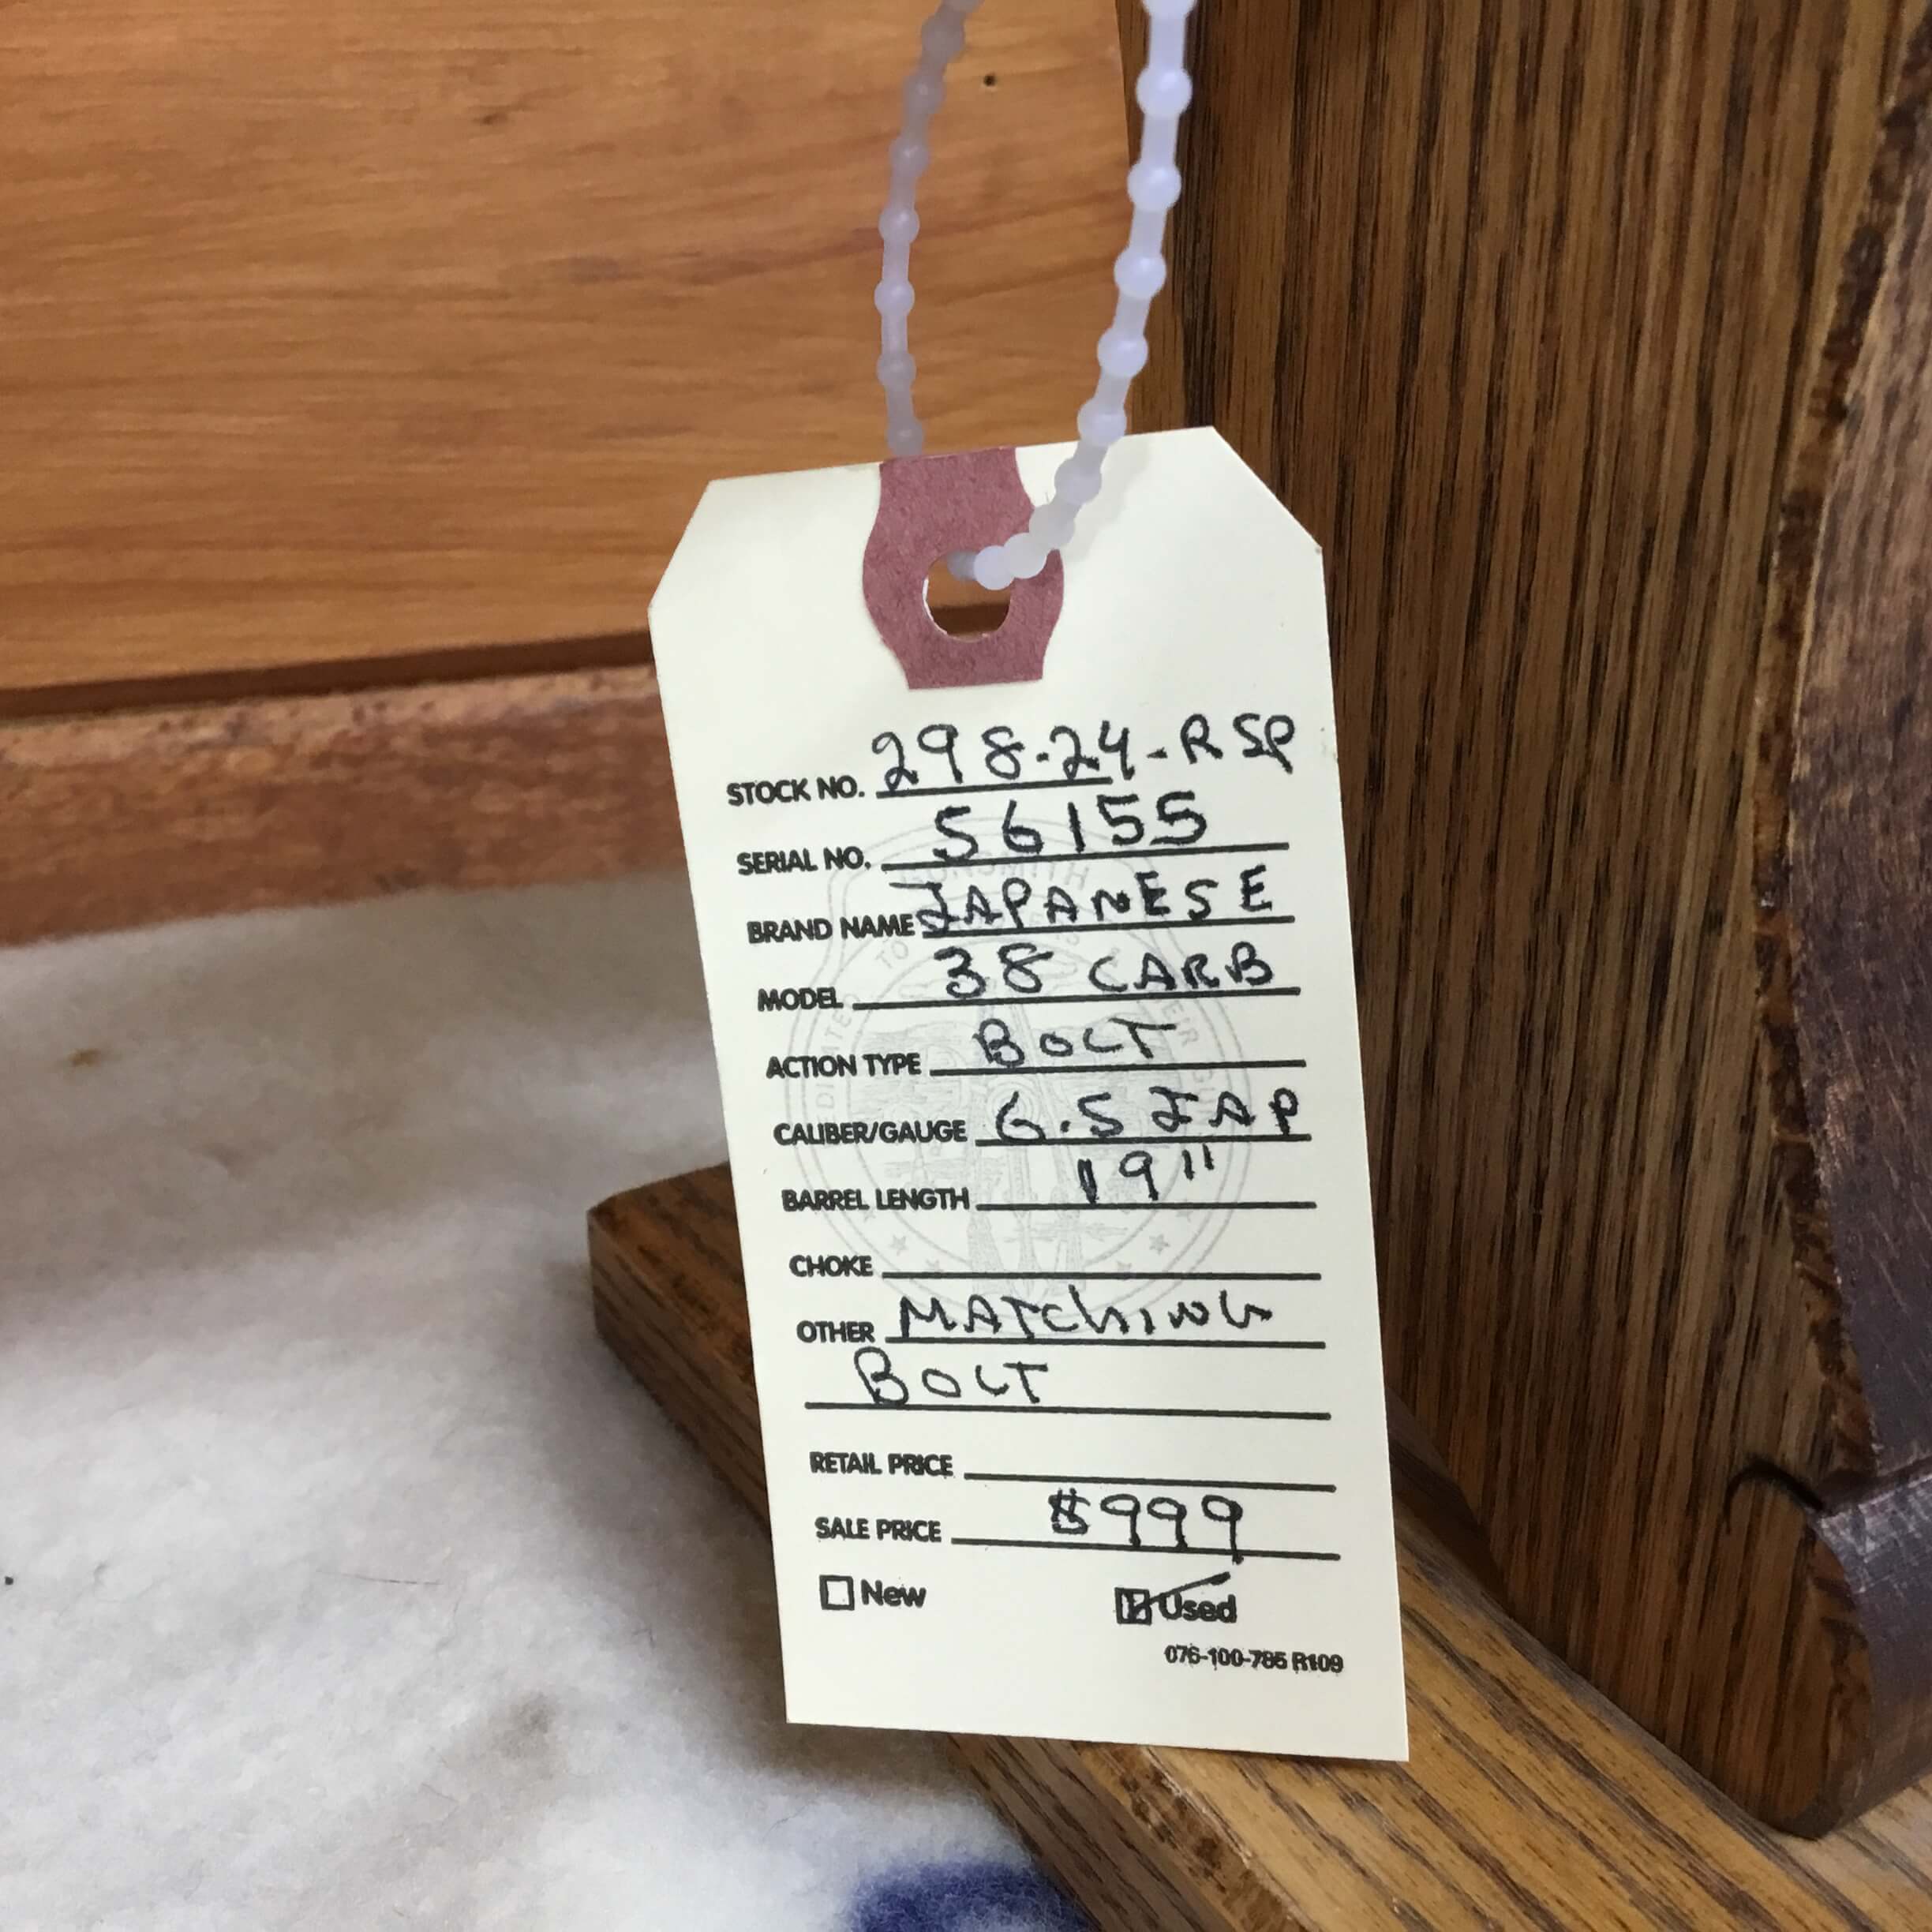 STOCK NO. 298-24-RSP
SERIAL NO. 56155
BRAND NAME JAPANESE
MODEL 38 CARB
ACTION TYPE BOLT
CALIBER/GAUGE 6.5 JAP
BARREL LENGTH 19"
CHOKE
OTHER MATChING
BOLT
RETAIL PRICE
SALE PRICE $999
New Used
076-100-785 R109